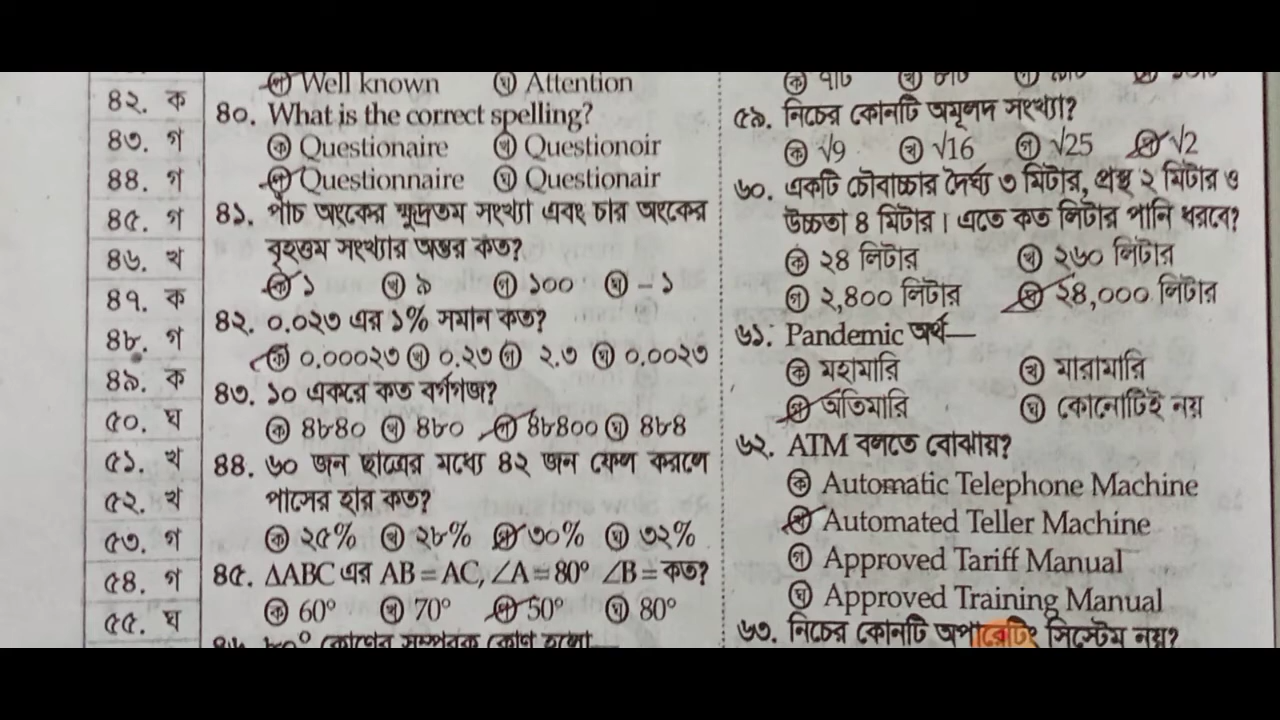 ৪২. ক
৪৩. গ
৪৪. গ
৪৫. গ
৪৬. খ
৪৭. ক
৪৮. গ
৪৯. ক
৫০. ঘ
৫১. খ
৫২. খ
৫৩. গ
৫৪. গ
৫৫. ঘ
গ Well known ঘ Attention
৪০. What is the correct spelling?
ক Questionaire খ Questionoir
গ Questionnaire ঘ Questionair
৪১. পাঁচ অংকের ক্ষুদ্রতম সংখ্যা এবং চার অংকের
বৃহত্তম সংখ্যার অন্তর কত?
ক ১ খ ৯ গ ১০০ ঘ – ১
৪২. ০.০২৩ এর ১% সমান কত?
ক ০.০০০২৩ খ ০.২৩ গ ২.৩ ঘ ০.০০২৩
৪৩. ১০ একরে কত বর্গগজ?
ক ৪৮৪০ খ ৪৮০ গ ৪৮৪০০ ঘ ৪৮৪
৪৪. ৬০ জন ছাত্রের মধ্যে ৪২ জন ফেল করলে
পাসের হার কত?
ক ২৫% খ ২৮% গ ৩০% ঘ ৩২%
৪৫. ΔABC এর AB = AC, ∠A = 80° ∠B = কত?
ক 60° খ 70° গ 50° ঘ 80°
৪৬. ৮০° কোণের সম্পূরক কোণ হলো—
৫৯. নিচের কোনটি অমূলদ সংখ্যা?
ক √9 খ √16 গ √25 ঘ √2
৬০. একটি চৌবাচ্চার দৈর্ঘ্য ৩ মিটার, প্রস্থ ২ মিটার ও
উচ্চতা ৪ মিটার। এতে কত লিটার পানি ধরবে?
ক ২৪ লিটার খ ২৬০ লিটার
গ ২,৪০০ লিটার ঘ ২৪,০০০ লিটার
৬১. Pandemic অর্থ—
ক মহামারি খ মারামারি
গ অতিমারি ঘ কোনোটিই নয়
৬২. ATM বলতে বোঝায়?
ক Automatic Telephone Machine
খ Automated Teller Machine
গ Approved Tariff Manual
ঘ Approved Training Manual
৬৩. নিচের কোনটি অপারেটিং সিস্টেম নয়?